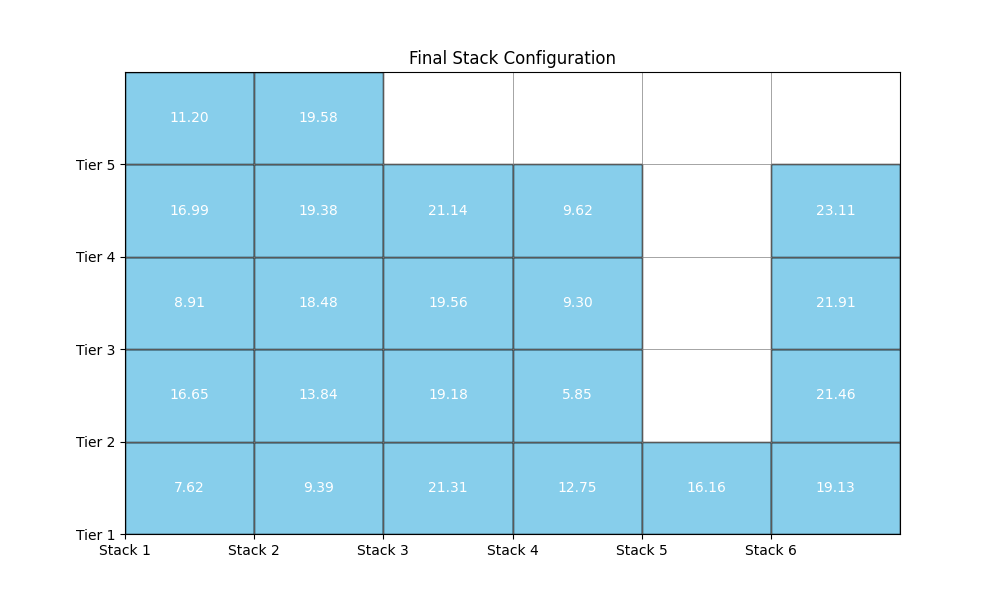 Final Stack Configuration
11.20 19.58
Tier 5
16.99 19.38 21.14 9.62 23.11
Tier 4
8.91 18.48 19.56 9.30 21.91
Tier 3
16.65 13.84 19.18 5.85 21.46
Tier 2
7.62 9.39 21.31 12.75 16.16 19.13
Tier 1
Stack 1 Stack 2 Stack 3 Stack 4 Stack 5 Stack 6